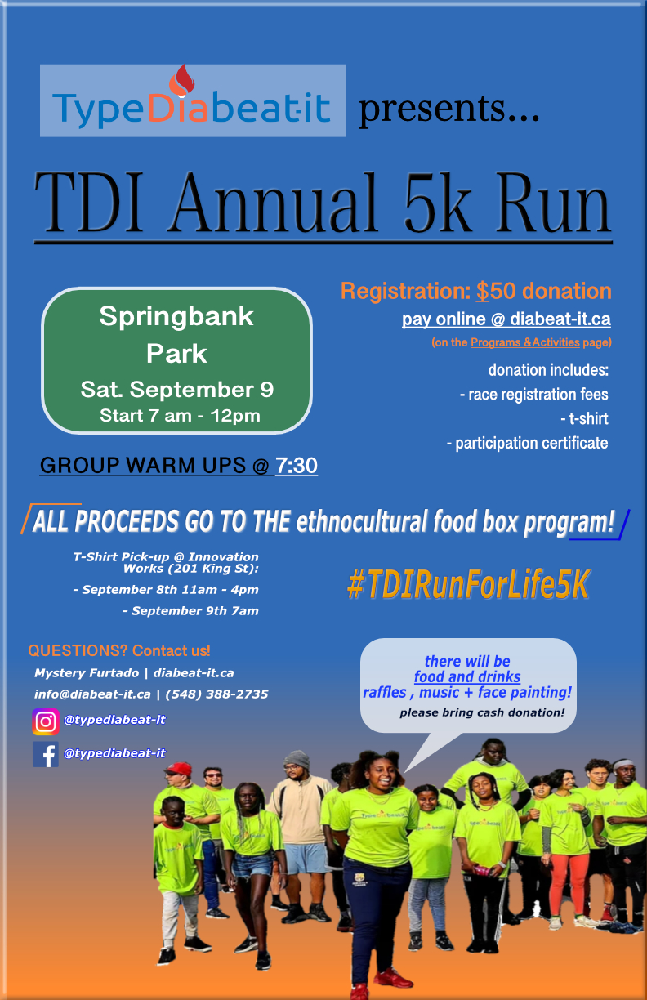 TypeDiabeat-it presents...
TDI Annual 5k Run
Springbank
Park
Sat. September 9
Start 7 am - 12pm
GROUP WARM UPS @ 7:30
Registration: $50 donation
pay online @ diabeat-it.ca
(on the Programs &Activities page)
donation includes:
- race registration fees
- t-shirt
- participation certificate
ALL PROCEEDS GO TO THE ethnocultural food box program!
T-Shirt Pick-up @ Innovation
Works (201 King St):
- September 8th 11am - 4pm
- September 9th 7am
#TDIRunForLife5K
QUESTIONS? Contact us!
Mystery Furtado | diabeat-it.ca
info@diabeat-it.ca | (548) 388-2735
@typediabeat-it
@typediabeat-it
there will be
food and drinks
raffles , music + face painting!
please bring cash donation!
TypeDiabeat-it
TypeDiabeat-it